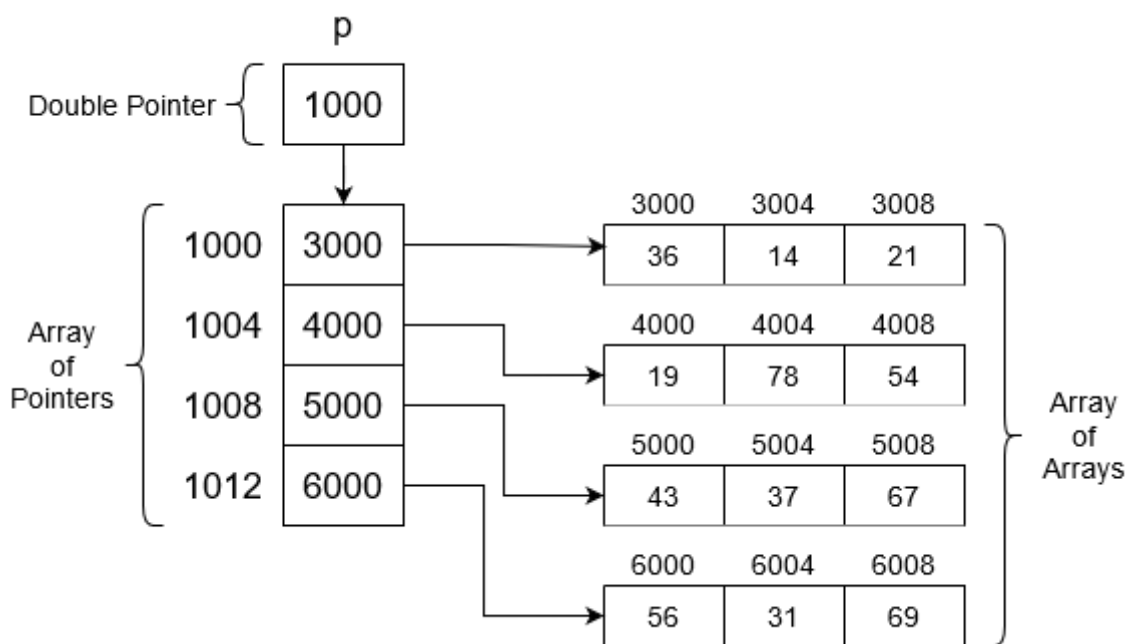 p
Double Pointer
1000
3000 3004 3008
1000 3000
36 14 21
Array
of
Pointers
1004 4000
4000 4004 4008
19 78 54
1008 5000
5000 5004 5008
43 37 67
Array
of
Arrays
1012 6000
6000 6004 6008
56 31 69